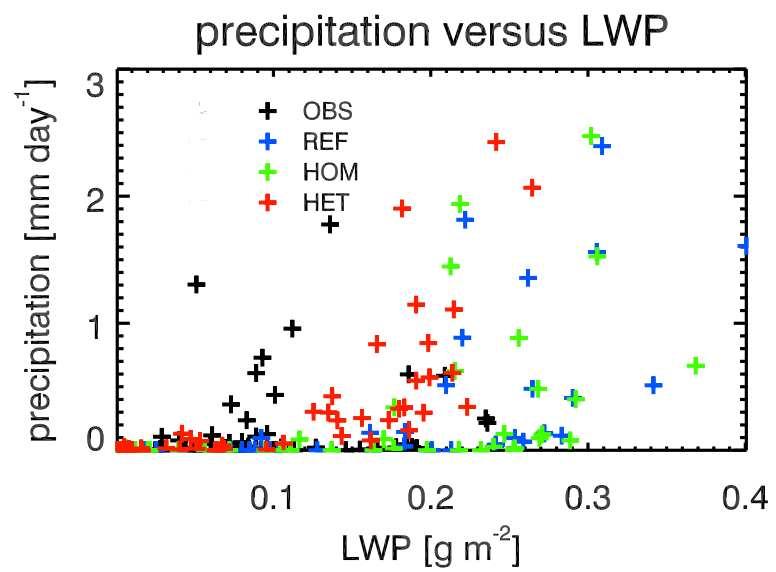 precipitation versus LWP
3
2
1
0
precipitation [mm day⁻¹]
OBS
REF
HOM
HET
0.1 0.2 0.3 0.4
LWP [g m⁻²]